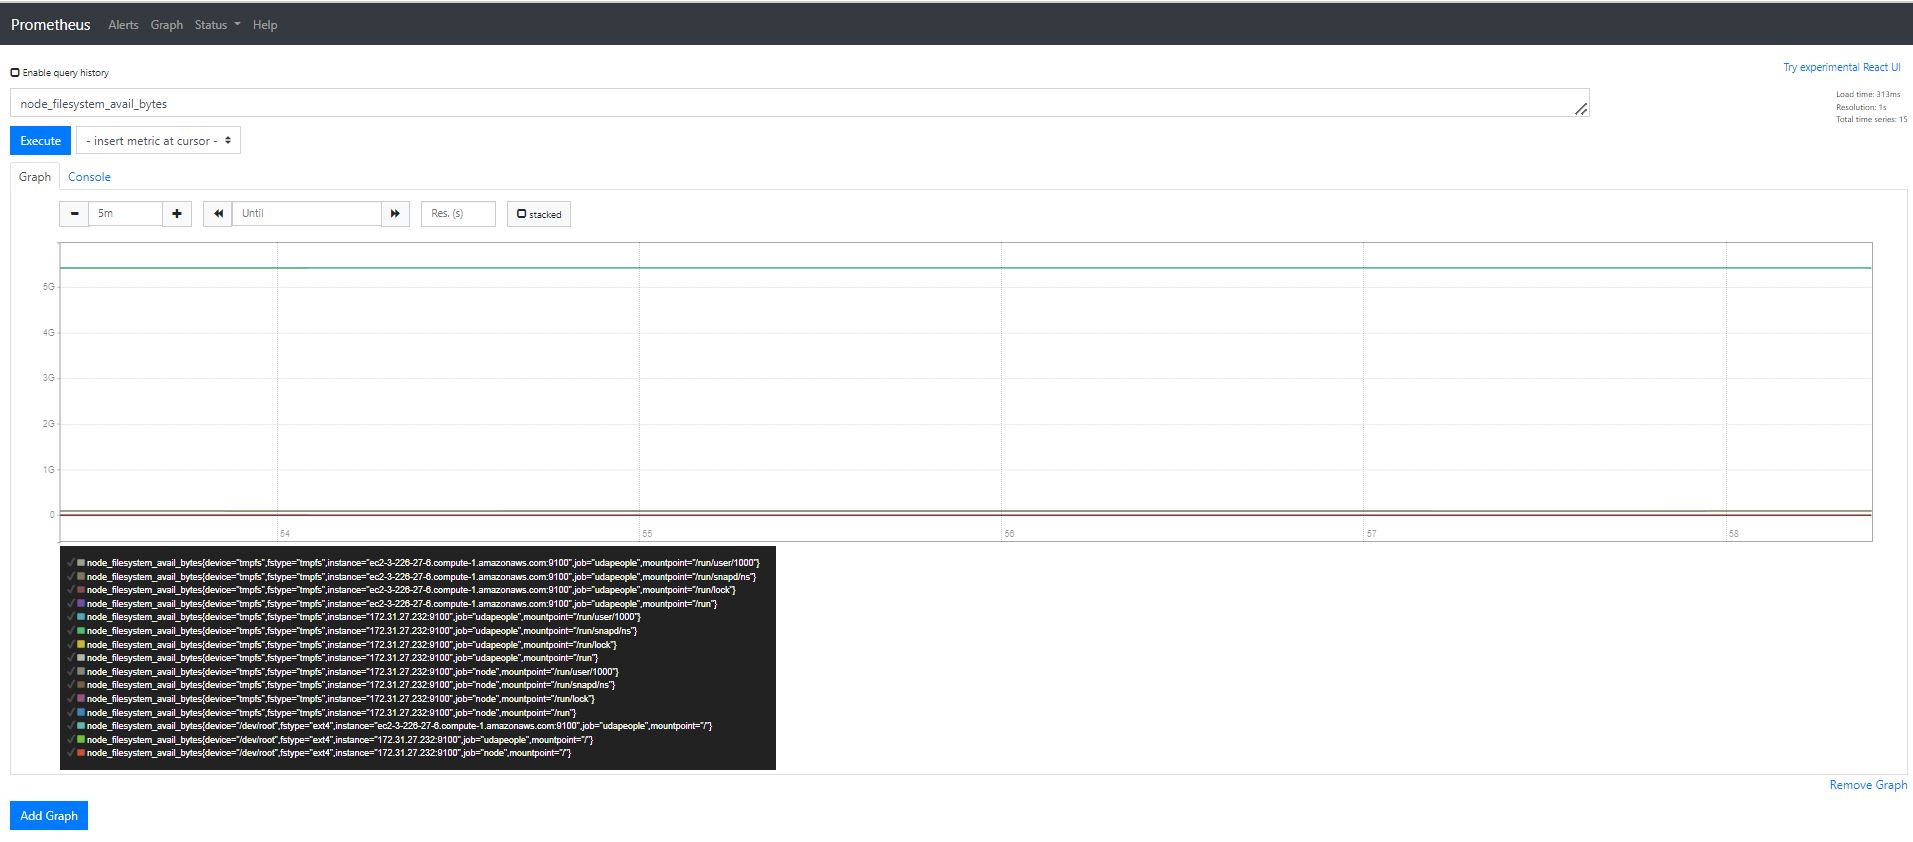 Prometheus Alerts Graph Status Help
Enable query history
Try experimental React UI
node_filesystem_avail_bytes
Load time: 313ms
Resolution: 1s
Total time series: 15
Execute - insert metric at cursor -
Graph Console
- 5m + Until Res. (s) stacked
5G
4G
3G
2G
1G
0
54 55 56 57 58
node_filesystem_avail_bytes{device="tmpfs",fstype="tmpfs",instance="ec2-3-226-27-6.compute-1.amazonaws.com:9100",job="udapeople",mountpoint="/run/user/1000"}
node_filesystem_avail_bytes{device="tmpfs",fstype="tmpfs",instance="ec2-3-226-27-6.compute-1.amazonaws.com:9100",job="udapeople",mountpoint="/run/snapd/ns"}
node_filesystem_avail_bytes{device="tmpfs",fstype="tmpfs",instance="ec2-3-226-27-6.compute-1.amazonaws.com:9100",job="udapeople",mountpoint="/run/lock"}
node_filesystem_avail_bytes{device="tmpfs",fstype="tmpfs",instance="ec2-3-226-27-6.compute-1.amazonaws.com:9100",job="udapeople",mountpoint="/run"}
node_filesystem_avail_bytes{device="tmpfs",fstype="tmpfs",instance="172.31.27.232:9100",job="udapeople",mountpoint="/run/user/1000"}
node_filesystem_avail_bytes{device="tmpfs",fstype="tmpfs",instance="172.31.27.232:9100",job="udapeople",mountpoint="/run/snapd/ns"}
node_filesystem_avail_bytes{device="tmpfs",fstype="tmpfs",instance="172.31.27.232:9100",job="udapeople",mountpoint="/run/lock"}
node_filesystem_avail_bytes{device="tmpfs",fstype="tmpfs",instance="172.31.27.232:9100",job="udapeople",mountpoint="/run"}
node_filesystem_avail_bytes{device="tmpfs",fstype="tmpfs",instance="172.31.27.232:9100",job="node",mountpoint="/run/user/1000"}
node_filesystem_avail_bytes{device="tmpfs",fstype="tmpfs",instance="172.31.27.232:9100",job="node",mountpoint="/run/snapd/ns"}
node_filesystem_avail_bytes{device="tmpfs",fstype="tmpfs",instance="172.31.27.232:9100",job="node",mountpoint="/run/lock"}
node_filesystem_avail_bytes{device="tmpfs",fstype="tmpfs",instance="172.31.27.232:9100",job="node",mountpoint="/run"}
node_filesystem_avail_bytes{device="/dev/root",fstype="ext4",instance="ec2-3-226-27-6.compute-1.amazonaws.com:9100",job="udapeople",mountpoint="/"}
node_filesystem_avail_bytes{device="/dev/root",fstype="ext4",instance="172.31.27.232:9100",job="udapeople",mountpoint="/"}
node_filesystem_avail_bytes{device="/dev/root",fstype="ext4",instance="172.31.27.232:9100",job="node",mountpoint="/"}
Remove Graph
Add Graph